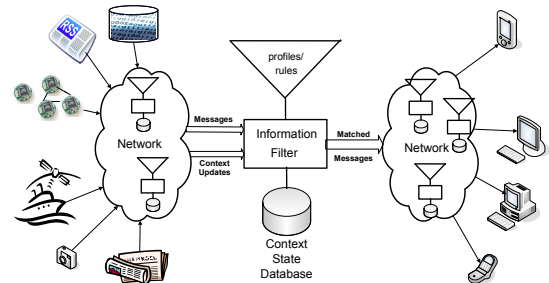 RSS
profiles/
rules
Messages
Network
Information
Filter
Context
Updates
Matched
Messages
Network
Context
State
Database